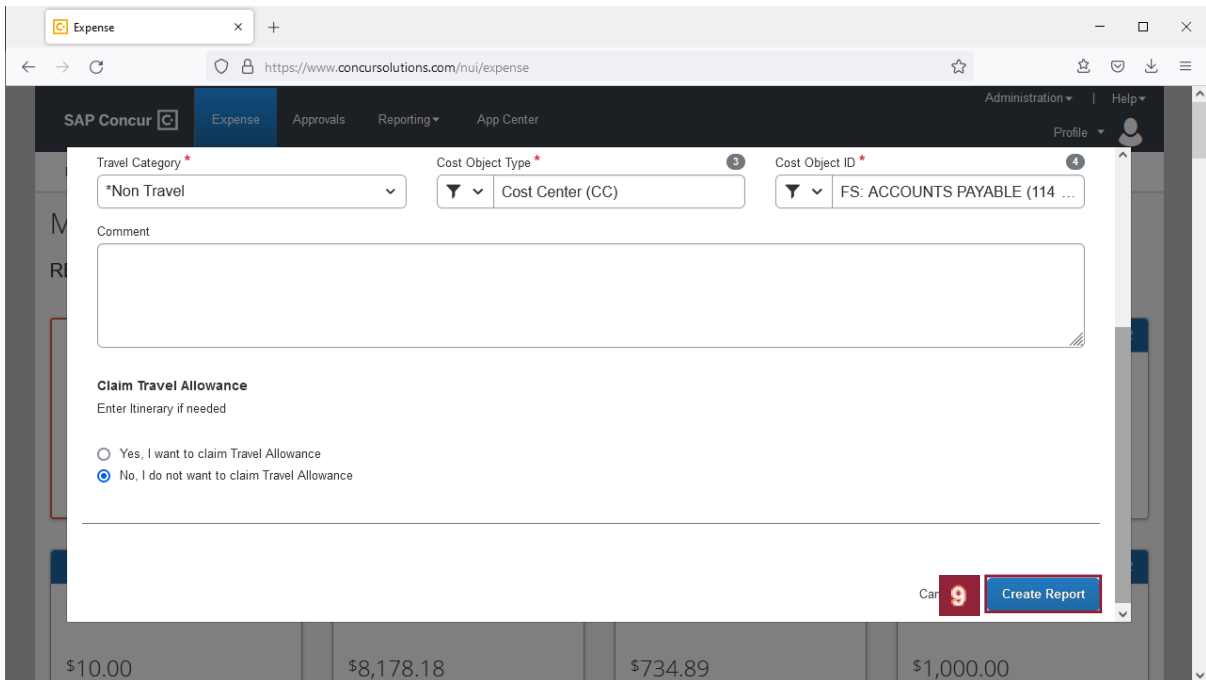 Expense
https://www.concursolutions.com/nui/expense
Administration | Help
SAP Concur C Expense Approvals Reporting App Center
Profile
Travel Category * Cost Object Type * 3 Cost Object ID * 4
*Non Travel Cost Center (CC) FS: ACCOUNTS PAYABLE (114 ...
M
Comment
RE
Claim Travel Allowance
Enter Itinerary if needed
Yes, I want to claim Travel Allowance
No, I do not want to claim Travel Allowance
Can 9 Create Report
$10.00 $8,178.18 $734.89 $1,000.00